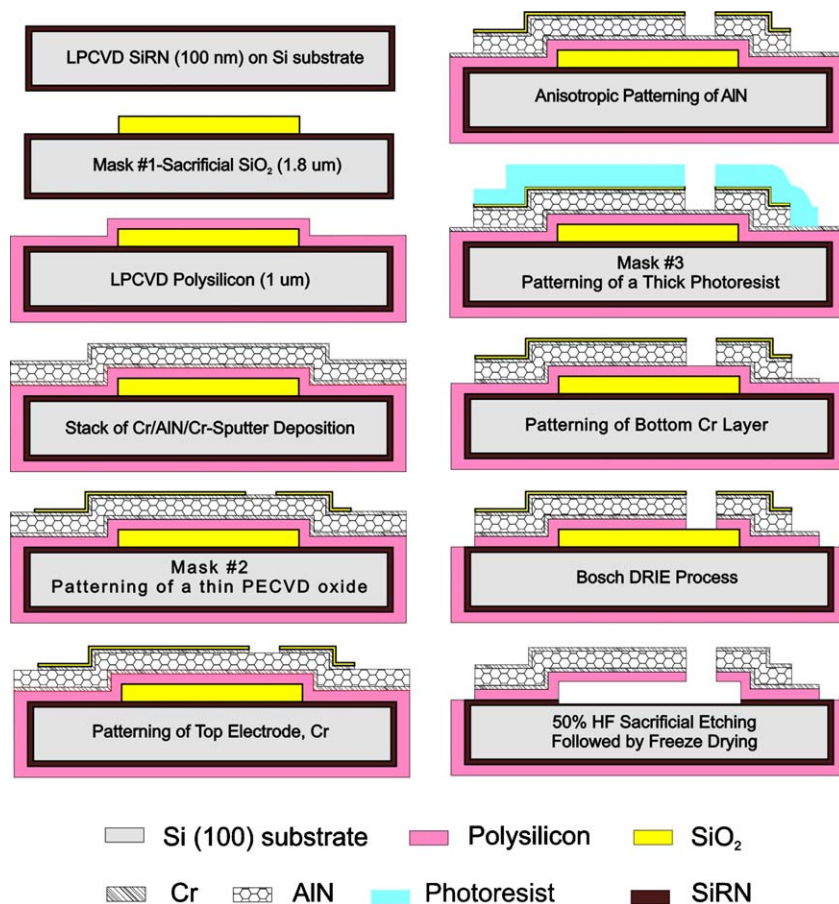 LPCVD SiRN (100 nm) on Si substrate
Mask #1-Sacrificial SiO₂ (1.8 um)
LPCVD Polysilicon (1 um)
Stack of Cr/AlN/Cr-Sputter Deposition
Mask #2
Patterning of a thin PECVD oxide
Patterning of Top Electrode, Cr
Anisotropic Patterning of AlN
Mask #3
Patterning of a Thick Photoresist
Patterning of Bottom Cr Layer
Bosch DRIE Process
50% HF Sacrificial Etching
Followed by Freeze Drying
Si (100) substrate
Polysilicon
SiO₂
Cr
AlN
Photoresist
SiRN